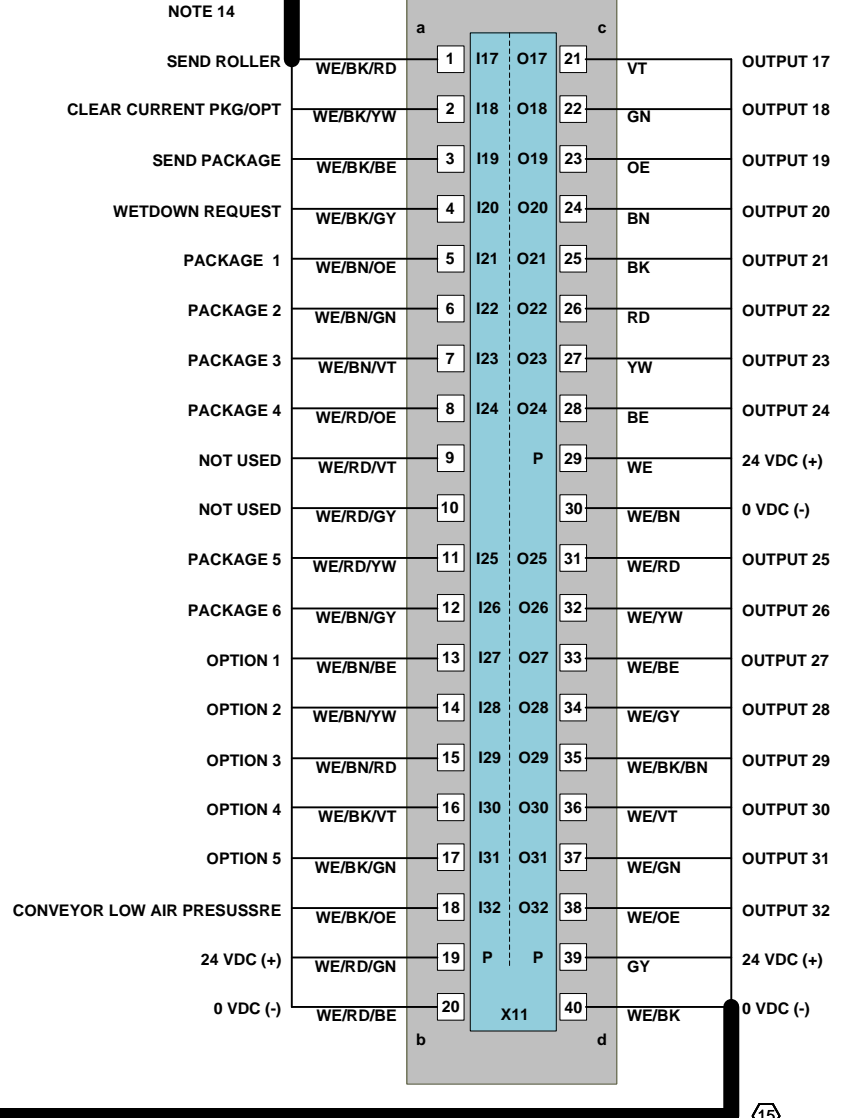 NOTE 14
a c
SEND ROLLER WE/BK/RD 1 I17 O17 21 VT OUTPUT 17
CLEAR CURRENT PKG/OPT WE/BK/YW 2 I18 O18 22 GN OUTPUT 18
SEND PACKAGE WE/BK/BE 3 I19 O19 23 OE OUTPUT 19
WETDOWN REQUEST WE/BK/GY 4 I20 O20 24 BN OUTPUT 20
PACKAGE 1 WE/BN/OE 5 I21 O21 25 BK OUTPUT 21
PACKAGE 2 WE/BN/GN 6 I22 O22 26 RD OUTPUT 22
PACKAGE 3 WE/BN/VT 7 I23 O23 27 YW OUTPUT 23
PACKAGE 4 WE/RD/OE 8 I24 O24 28 BE OUTPUT 24
NOT USED WE/RD/VT 9 P 29 WE 24 VDC (+)
NOT USED WE/RD/GY 10 30 WE/BN 0 VDC (-)
PACKAGE 5 WE/RD/YW 11 I25 O25 31 WE/RD OUTPUT 25
PACKAGE 6 WE/BN/GY 12 I26 O26 32 WE/YW OUTPUT 26
OPTION 1 WE/BN/BE 13 I27 O27 33 WE/BE OUTPUT 27
OPTION 2 WE/BN/YW 14 I28 O28 34 WE/GY OUTPUT 28
OPTION 3 WE/BN/RD 15 I29 O29 35 WE/BK/BN OUTPUT 29
OPTION 4 WE/BK/VT 16 I30 O30 36 WE/VT OUTPUT 30
OPTION 5 WE/BK/GN 17 I31 O31 37 WE/GN OUTPUT 31
CONVEYOR LOW AIR PRESUSSRE WE/BK/OE 18 I32 O32 38 WE/OE OUTPUT 32
24 VDC (+) WE/RD/GN 19 P P 39 GY 24 VDC (+)
0 VDC (-) WE/RD/BE 20 X11 40 WE/BK 0 VDC (-)
b d
15